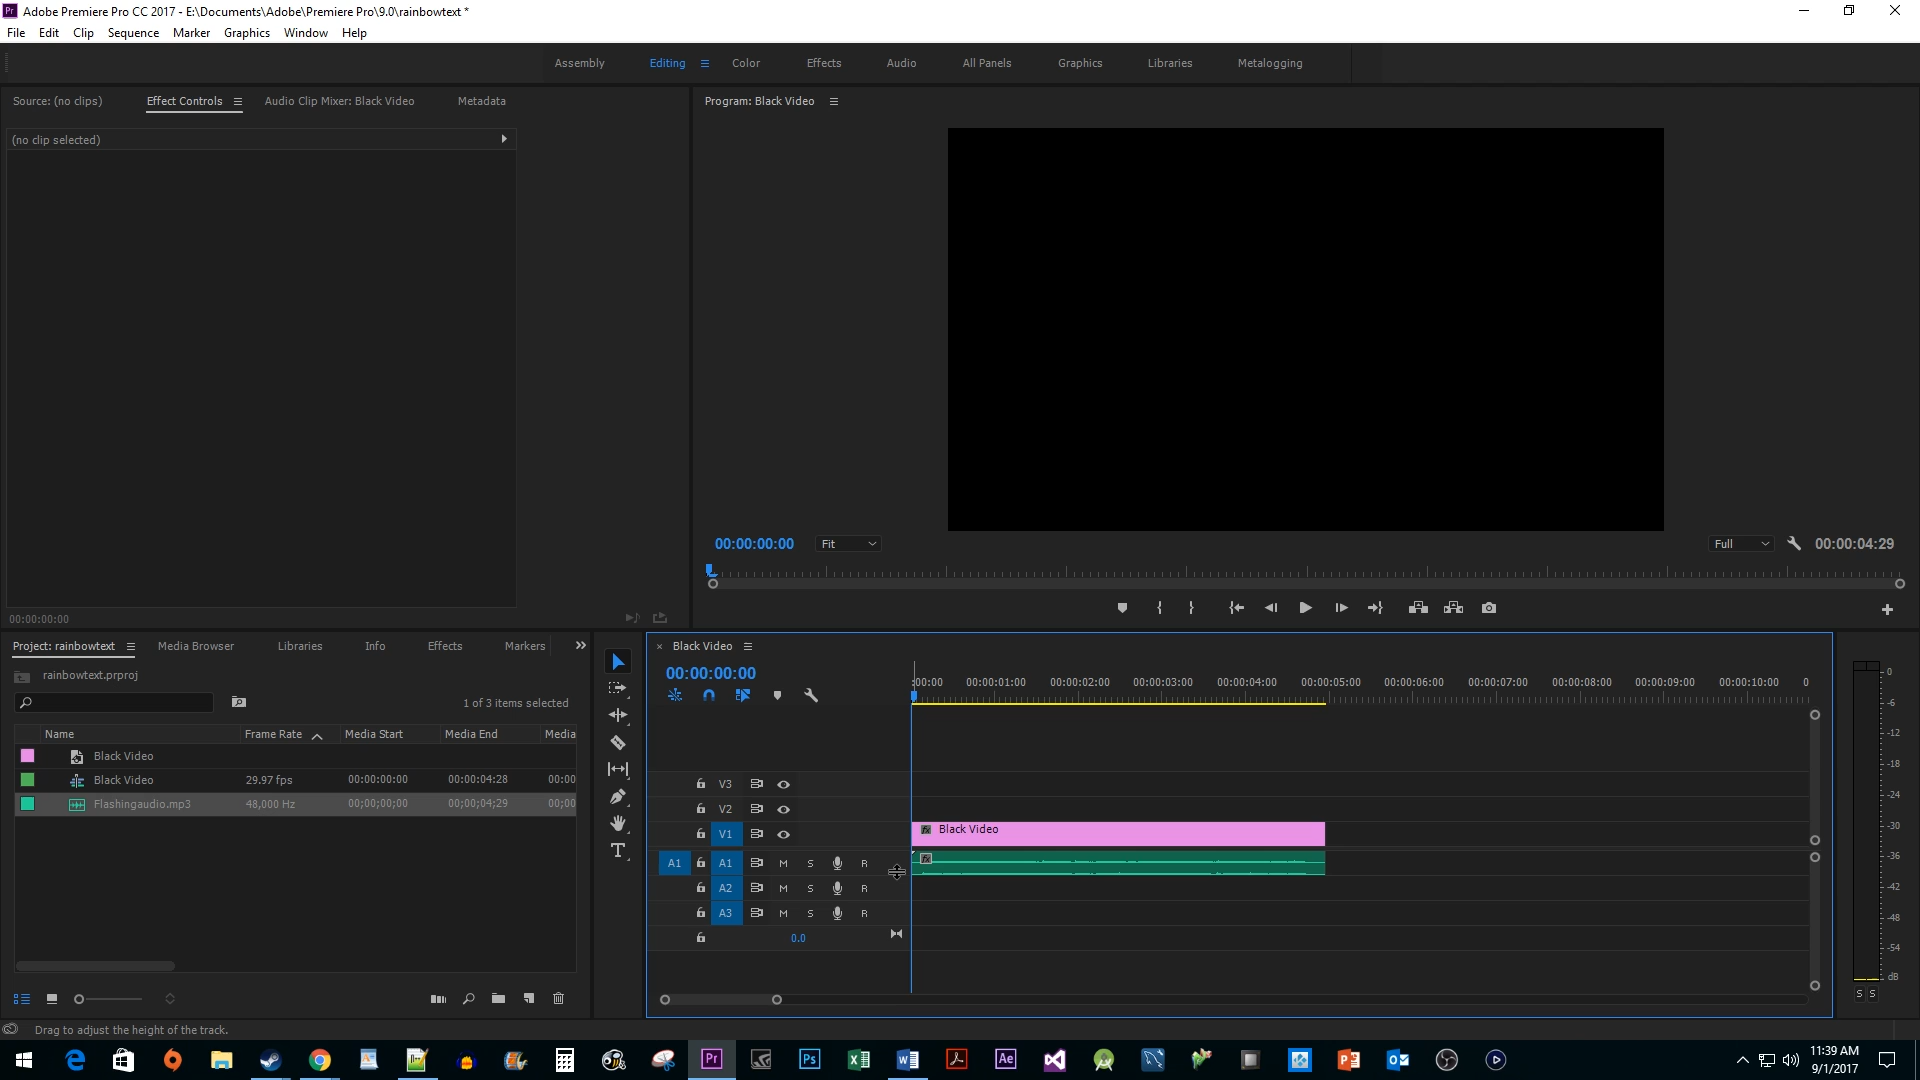 Pr Adobe Premiere Pro CC 2017 - E:\Documents\Adobe\Premiere Pro\9.0\rainbowtext *
File Edit Clip Sequence Marker Graphics Window Help
Assembly Editing Color Effects Audio All Panels Graphics Libraries Metalogging
Source: (no clips) Effect Controls Audio Clip Mixer: Black Video Metadata
Program: Black Video
(no clip selected)
00:00:00:00 Fit Full 00:00:04:29
00:00:00:00
Project: rainbowtext Media Browser Libraries Info Effects Markers
rainbowtext.prproj
1 of 3 items selected
Name Frame Rate Media Start Media End Media
Black Video
Black Video 29.97 fps 00:00:00:00 00:00:04:28 00:00
Flashingaudio.mp3 48,000 Hz 00;00;00;00 00;00;04;29 00;00
× Black Video
00:00:00:00
:00:00 00:00:01:00 00:00:02:00 00:00:03:00 00:00:04:00 00:00:05:00 00:00:06:00 00:00:07:00 00:00:08:00 00:00:09:00 00:00:10:00 0
V3
V2
V1 fx Black Video
A1 A1 M S R fx
A2 M S R
A3 M S R
0.0
0
-6
-12
-18
-24
-30
-36
-42
-48
-54
dB
S S
Drag to adjust the height of the track.
Pr Ps Ae
11:39 AM
9/1/2017